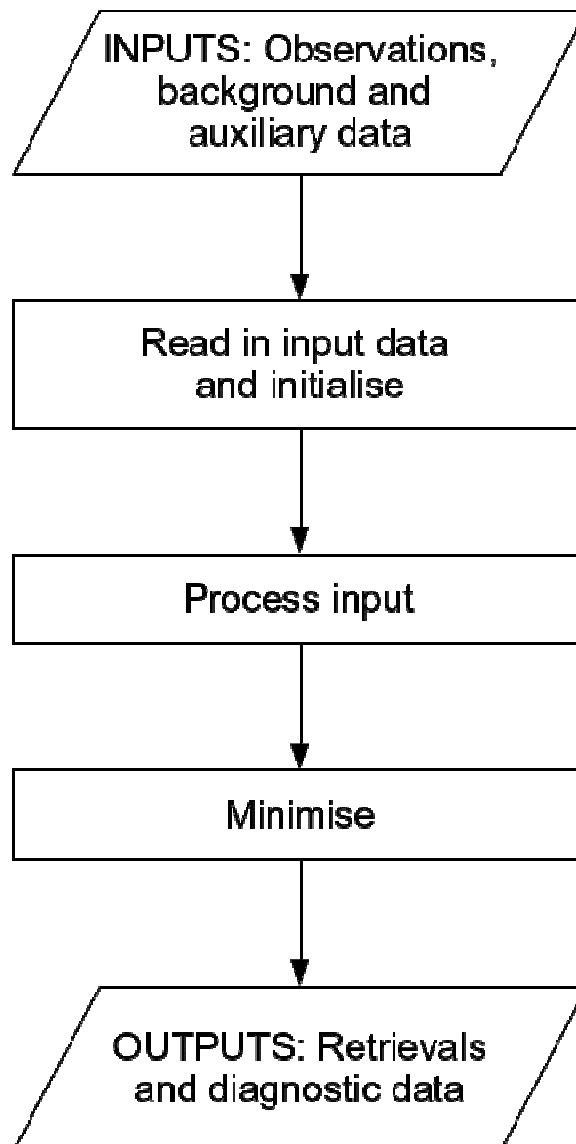 INPUTS: Observations,
background and
auxiliary data
Read in input data
and initialise
Process input
Minimise
OUTPUTS: Retrievals
and diagnostic data